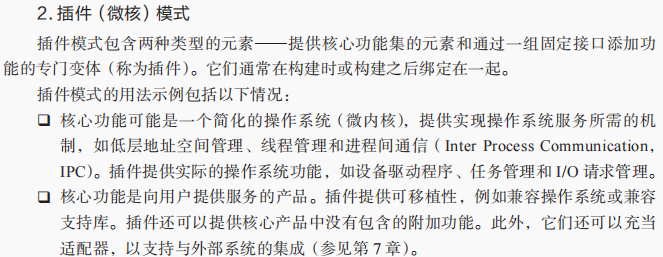 2. 插件（微核）模式
插件模式包含两种类型的元素——提供核心功能集的元素和通过一组固定接口添加功
能的专门变体（称为插件）。它们通常在构建时或构建之后绑定在一起。
插件模式的用法示例包括以下情况：
❑ 核心功能可能是一个简化的操作系统（微内核），提供实现操作系统服务所需的机
制，如低层地址空间管理、线程管理和进程间通信（Inter Process Communication，
IPC）。插件提供实际的操作系统功能，如设备驱动程序、任务管理和 I/O 请求管理。
❑ 核心功能是向用户提供服务的产品。插件提供可移植性，例如兼容操作系统或兼容
支持库。插件还可以提供核心产品中没有包含的附加功能。此外，它们还可以充当
适配器，以支持与外部系统的集成（参见第 7 章）。